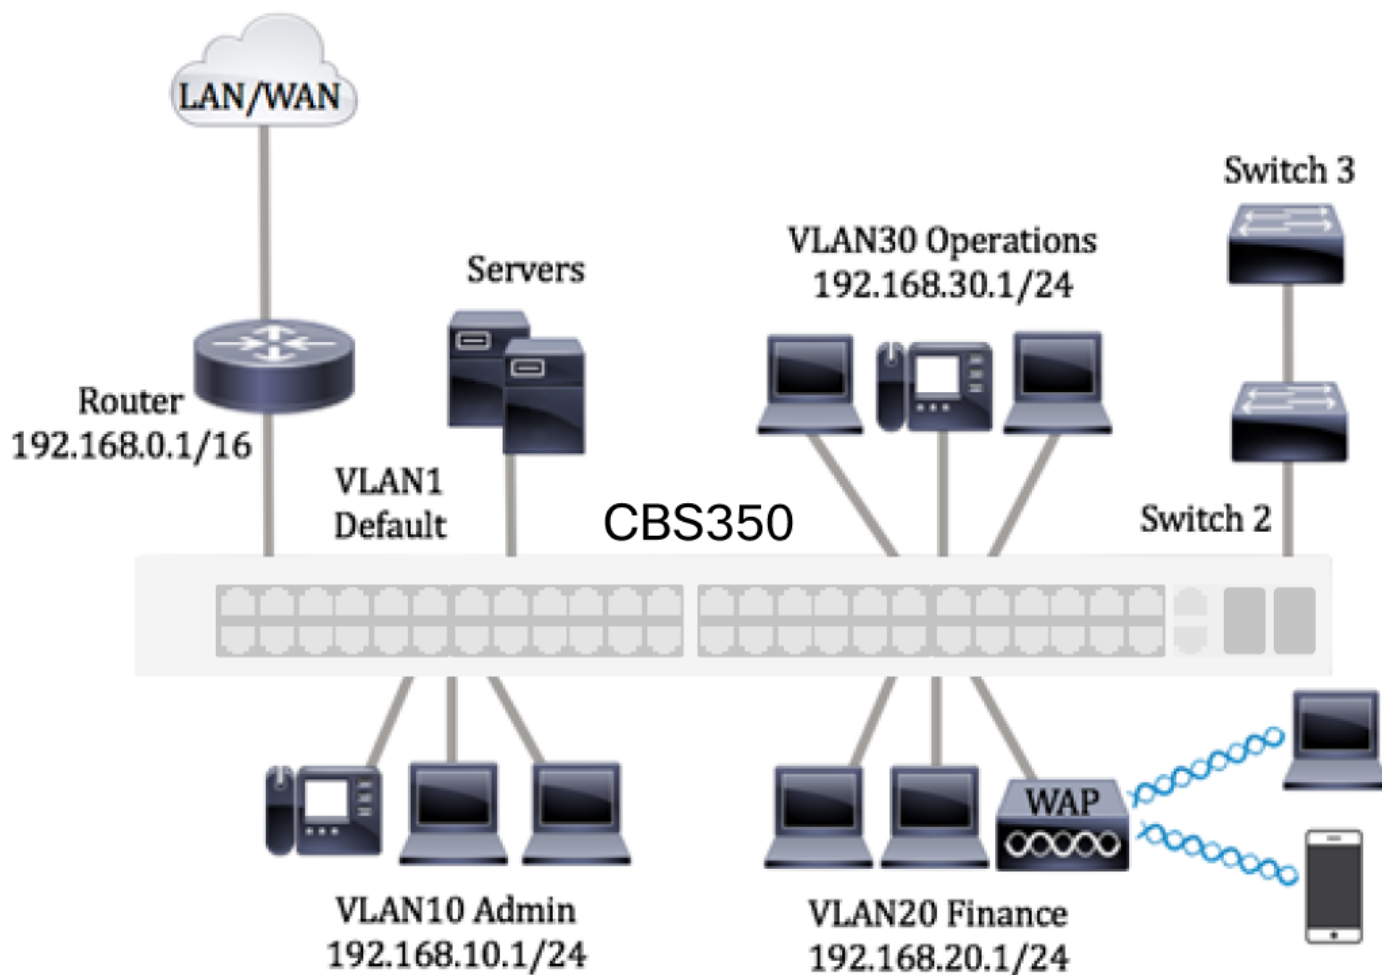 LAN/WAN
Switch 3
VLAN30 Operations
192.168.30.1/24
Servers
Router
192.168.0.1/16
VLAN1
Default
CBS350
Switch 2
WAP
VLAN10 Admin
192.168.10.1/24
VLAN20 Finance
192.168.20.1/24